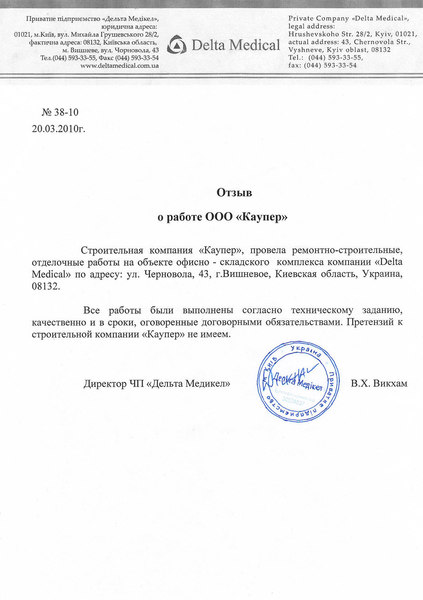 Приватне підприємство «Дельта Медікел»,
юридична адреса:
01021, м.Київ, вул. Михайла Грушевського 28/2,
фактична адреса: 08132, Київська область,
м. Вишневе, вул. Чорновола, 43
Тел.(044) 593-33-55, Факс (044) 593-33-54
www.deltamedical.com.ua
Delta Medical
Private Company «Delta Medical»,
legal address:
Hrushevskoho Str. 28/2, Kyiv, 01021,
actual address: 43, Chernovola Str.,
Vyshneve, Kyiv oblast, 08132
Tel.: (044) 593-33-55,
fax: (044) 593-33-54
№ 38-10
20.03.2010г.
Отзыв
о работе ООО «Каупер»
Строительная компания «Каупер», провела ремонтно-строительные,
отделочные работы на объекте офисно - складского комплекса компании «Delta
Medical» по адресу: ул. Черновола, 43, г.Вишневое, Киевская область, Украина,
08132.
Все работы были выполнены согласно техническому заданию,
качественно и в сроки, оговоренные договорными обязательствами. Претензий к
строительной компании «Каупер» не имеем.
Директор ЧП «Дельта Медикел»
В.Х. Викхам
Україна
Приватне підприємство
м. Київ
Медікел